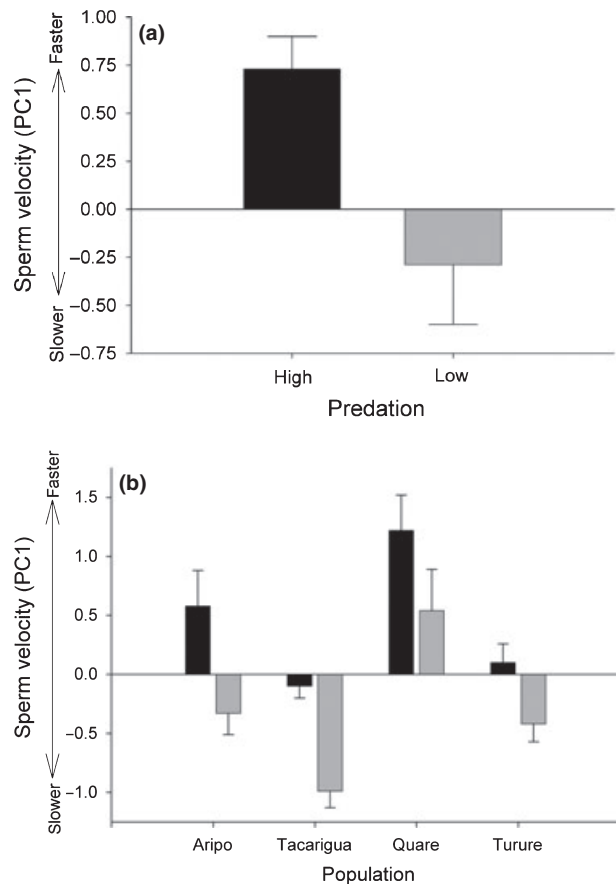 (a)
Faster
Sperm velocity (PC1)
Slower
1.00
0.75
0.50
0.25
0.00
−0.25
−0.50
−0.75
High
Low
Predation
(b)
Faster
Sperm velocity (PC1)
Slower
1.5
1.0
0.5
0.0
−0.5
−1.0
Aripo
Tacarigua
Quare
Turure
Population